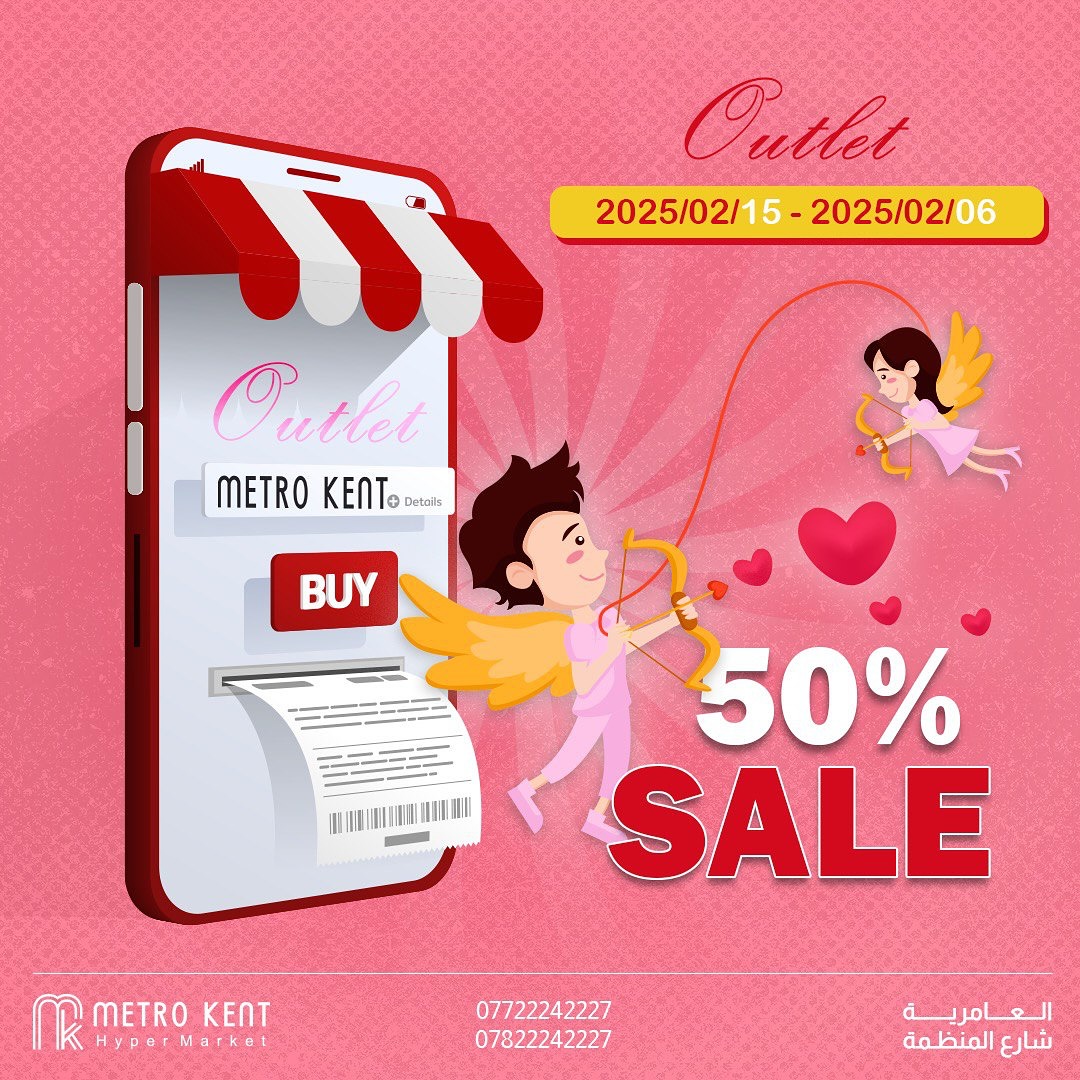 Outlet
2025/02/15 - 2025/02/06
Outlet
METRO KENT
+ Details
BUY
50%
SALE
METRO KENT
Hyper Market
07722242227
07822242227
العامرية
شارع المنظمة